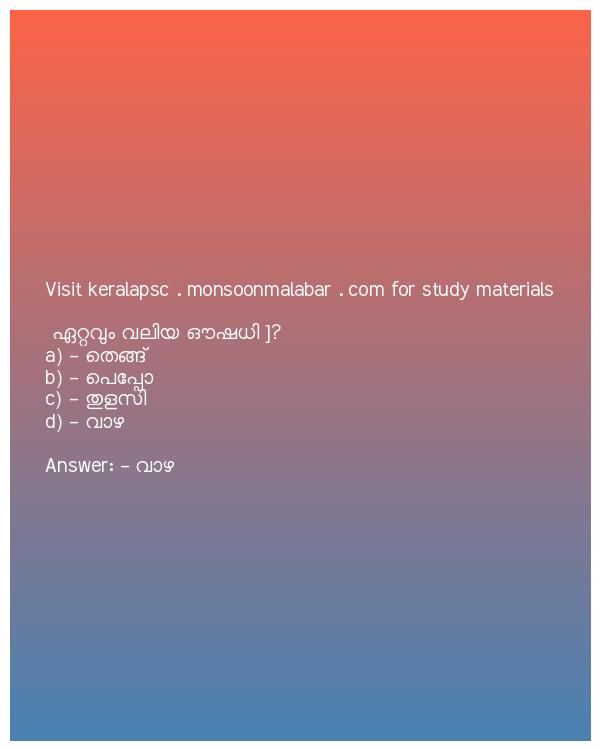 Visit keralapsc . monsoonmalabar . com for study materials
ഏറ്റവും വലിയ ഔഷധി ]?
a) - തെങ്ങ്
b) - പെപ്പോ
c) - തുളസി
d) - വാഴ
Answer: - വാഴ